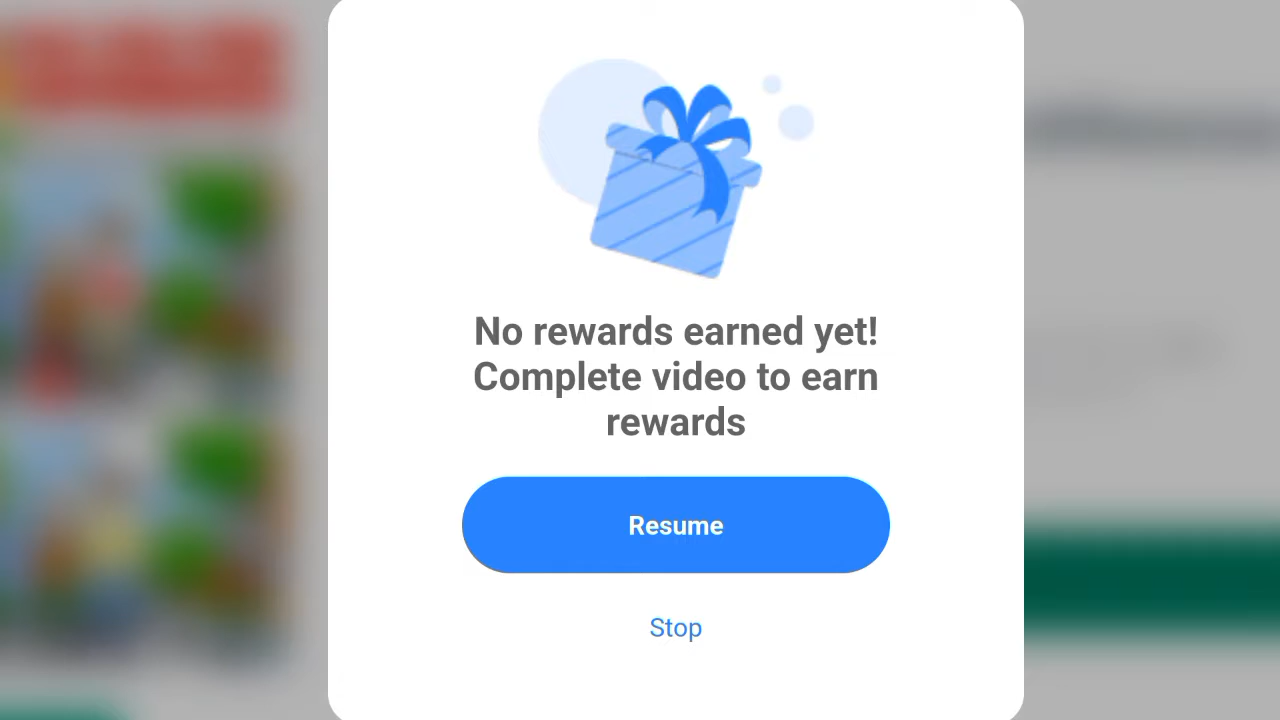 No rewards earned yet!
Complete video to earn
rewards
Resume
Stop